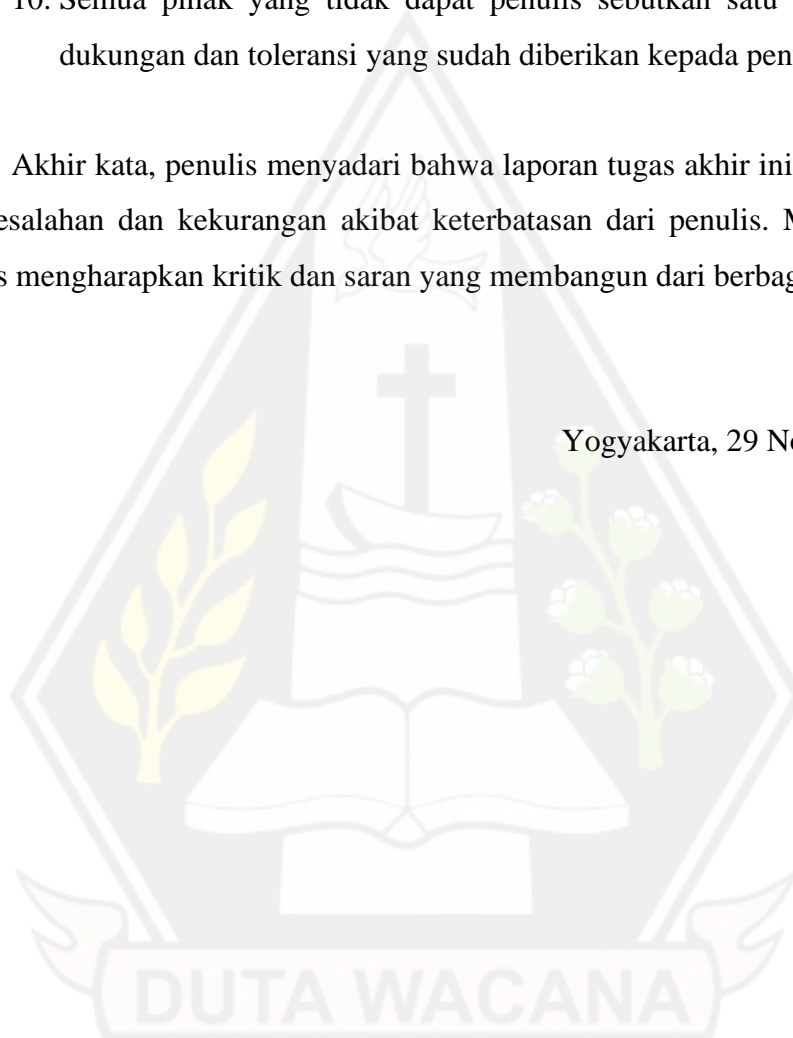 10. Semua pihak yang tidak dapat penulis sebutkan satu
dukungan dan toleransi yang sudah diberikan kepada pen
Akhir kata, penulis menyadari bahwa laporan tugas akhir ini
esalahan dan kekurangan akibat keterbatasan dari penulis. M
s mengharapkan kritik dan saran yang membangun dari berbag
Yogyakarta, 29 No
DUTA WACANA